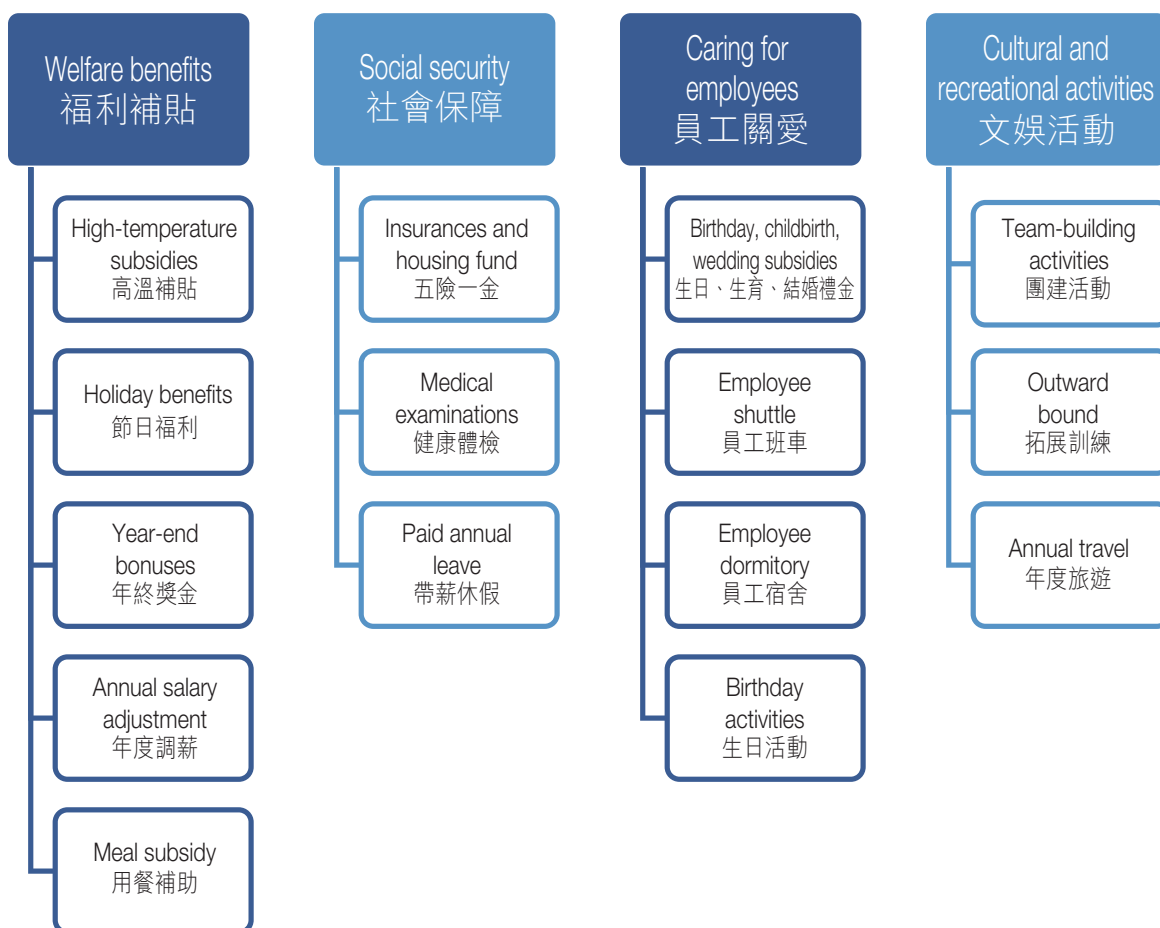 Welfare benefits
福利補貼
High-temperature
subsidies
高溫補貼
Holiday benefits
節日福利
Year-end
bonuses
年終獎金
Annual salary
adjustment
年度調薪
Meal subsidy
用餐補助
Social security
社會保障
Insurances and
housing fund
五險一金
Medical
examinations
健康體檢
Paid annual
leave
帶薪休假
Caring for
employees
員工關愛
Birthday, childbirth,
wedding subsidies
生日、生育、結婚禮金
Employee
shuttle
員工班車
Employee
dormitory
員工宿舍
Birthday
activities
生日活動
Cultural and
recreational activities
文娛活動
Team-building
activities
團建活動
Outward
bound
拓展訓練
Annual travel
年度旅遊